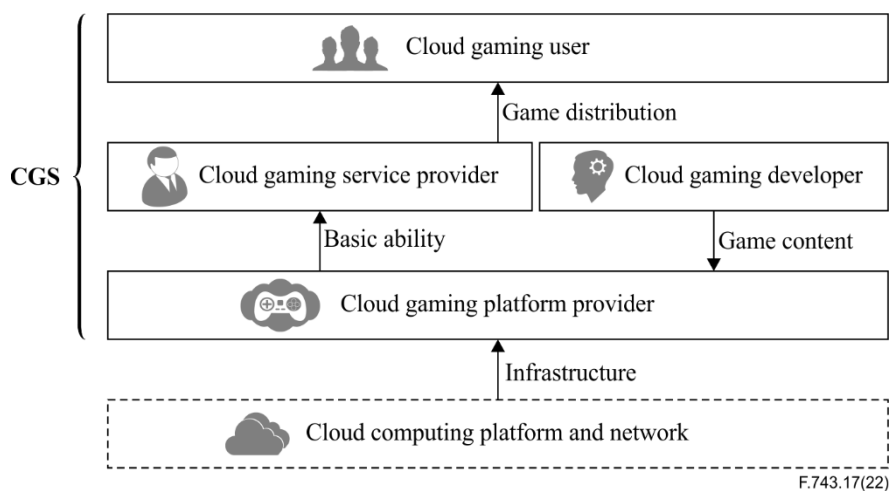 Cloud gaming user
Game distribution
CGS
Cloud gaming service provider
Cloud gaming developer
Basic ability
Game content
Cloud gaming platform provider
Infrastructure
Cloud computing platform and network
F.743.17(22)